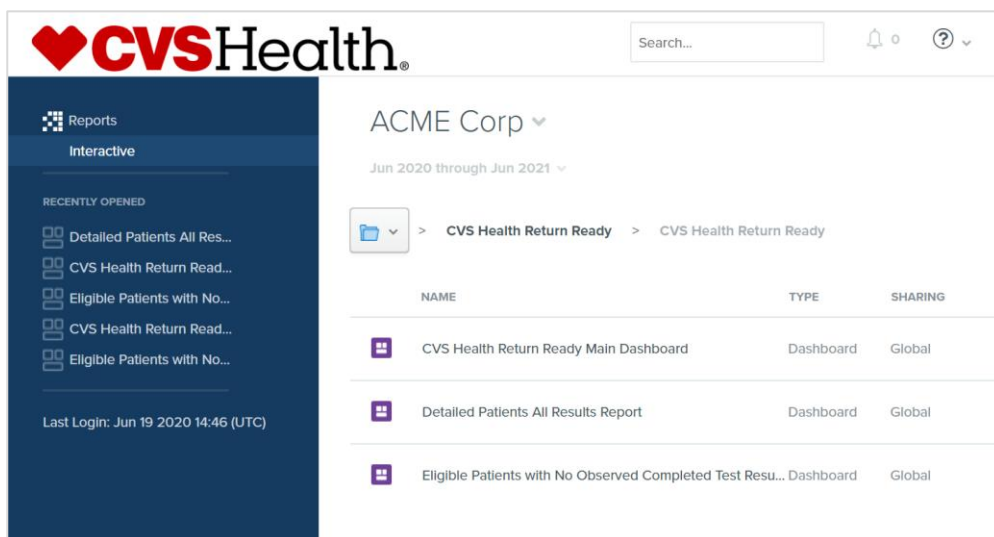 CVSHealth®
Search...
0
?
Reports
Interactive
RECENTLY OPENED
Detailed Patients All Res...
CVS Health Return Read...
Eligible Patients with No...
CVS Health Return Read...
Eligible Patients with No...
Last Login: Jun 19 2020 14:46 (UTC)
ACME Corp
Jun 2020 through Jun 2021
> CVS Health Return Ready > CVS Health Return Ready
NAME TYPE SHARING
CVS Health Return Ready Main Dashboard Dashboard Global
Detailed Patients All Results Report Dashboard Global
Eligible Patients with No Observed Completed Test Resu... Dashboard Global